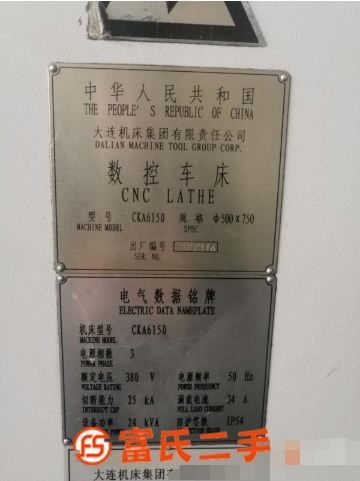 中华人民共和国
THE PEOPLE' S REPUBLIC OF CHINA
大连机床集团有限责任公司
DALIAN MACHINE TOOL GROUP CORP.
数控车床
CNC LATHE
型号 CKA6150 规格 Φ500×750
MACHINE MODEL SPEC
出厂编号
SER. NO.
电气数据铭牌
ELECTRIC DATA NAMEPLATE
机床型号 CKA6150
MACHINE MODEL
电源相数 3
POWER PHASE
额定电压 380 V 电源频率 50 Hz
VOLTAGE RATING POWER FREQUENCY
切断能力 25 kA 满载电流 34 A
INTERRUPT CAP FULL LOAD CURRENT
设备功率 24 kVA 防护等级 IP54
富氏二手
大连机床集团有